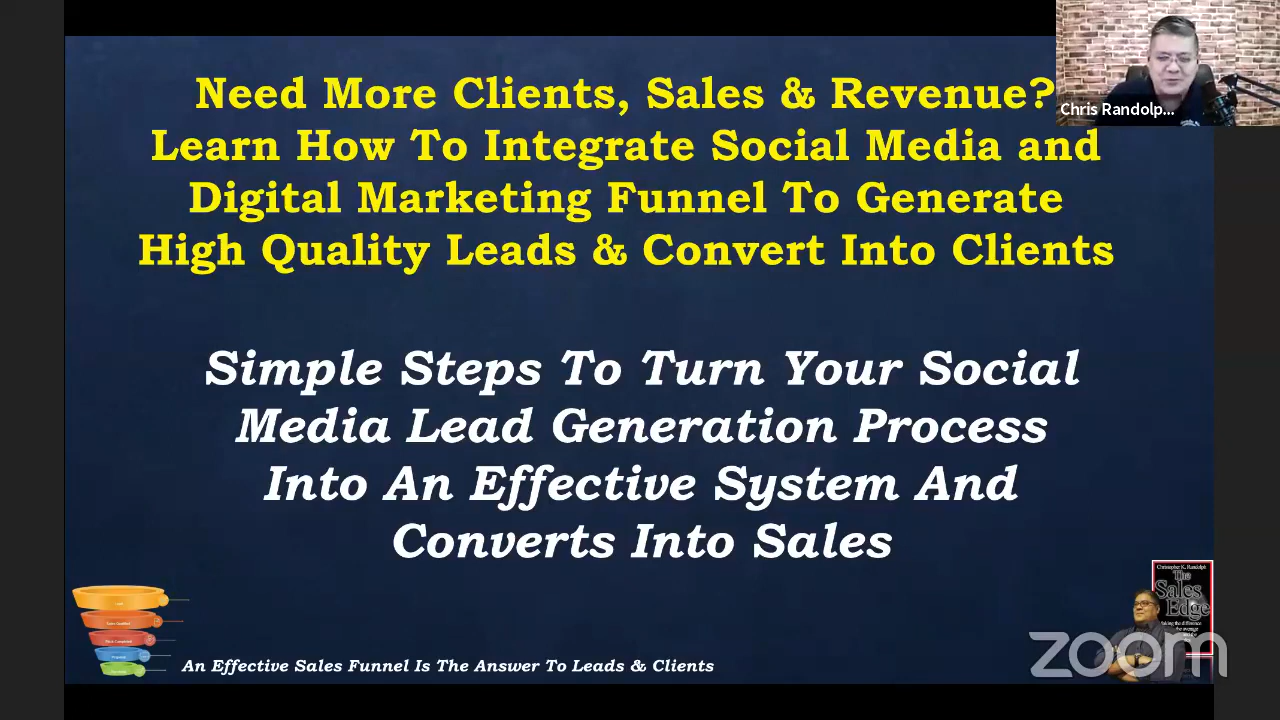 Need More Clients, Sales & Revenue?
Learn How To Integrate Social Media and
Digital Marketing Funnel To Generate
High Quality Leads & Convert Into Clients
Chris Randolp...
Simple Steps To Turn Your Social
Media Lead Generation Process
Into An Effective System And
Converts Into Sales
Christopher K. Randolph
The
Sales
Edge
zoom
An Effective Sales Funnel Is The Answer To Leads & Clients